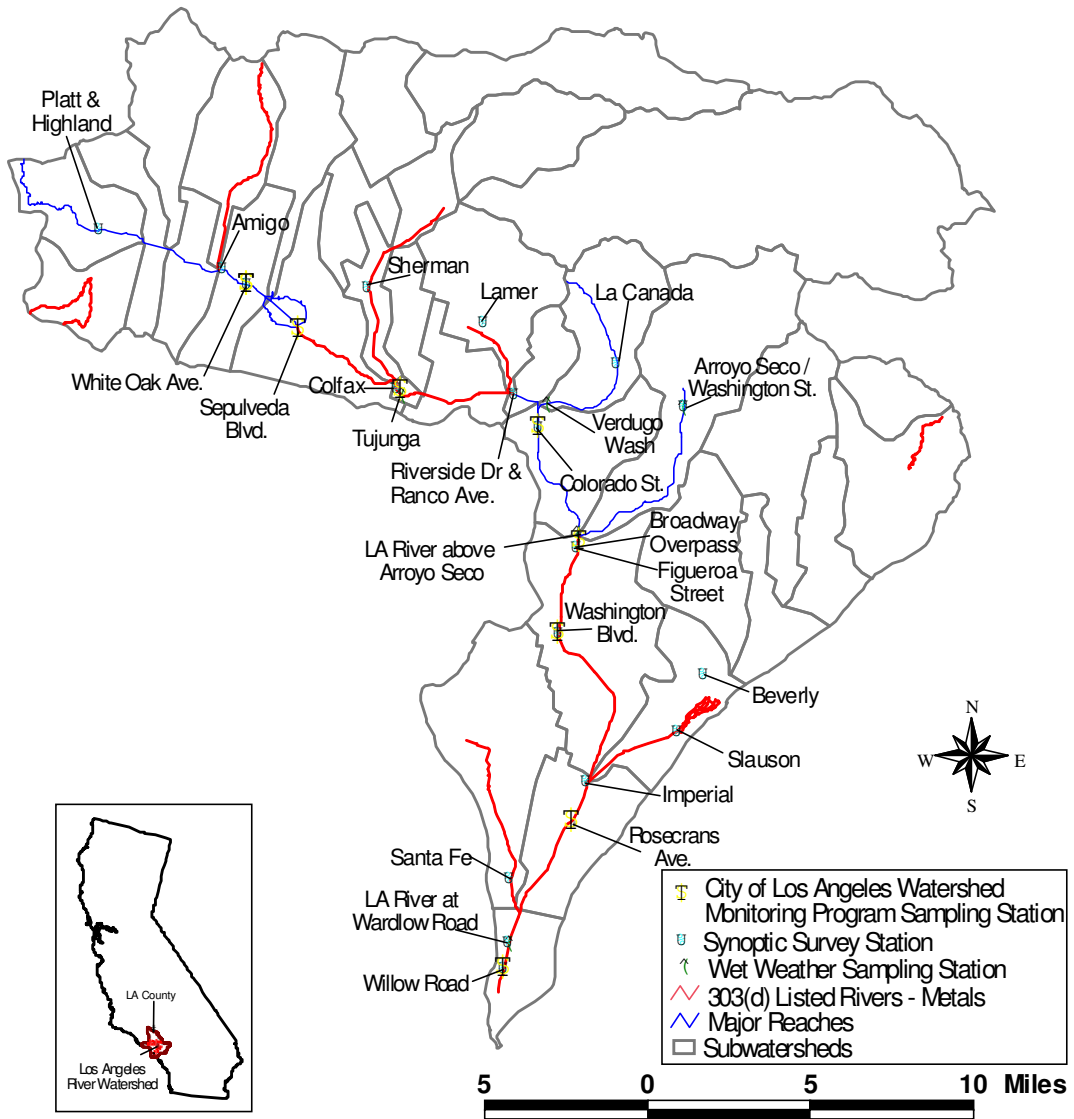 Platt &
Highland
Amigo
Sherman
Lamer
La Canada
Arroyo Seco /
Washington St.
White Oak Ave.
Colfax
Sepulveda
Blvd.
Tujunga
Verdugo
Wash
Riverside Dr &
Ranco Ave.
Colorado St.
Broadway
Overpass
LA River above
Arroyo Seco
Figueroa
Street
Washington
Blvd.
Beverly
Slauson
Imperial
Rosecrans
Ave.
Santa Fe
LA River at
Wardlow Road
Willow Road
N
W
E
S
LA County
Los Angeles
River Watershed
City of Los Angeles Watershed
Monitoring Program Sampling Station
Synoptic Survey Station
Wet Weather Sampling Station
303(d) Listed Rivers - Metals
Major Reaches
Subwatersheds
5 0 5 10 Miles